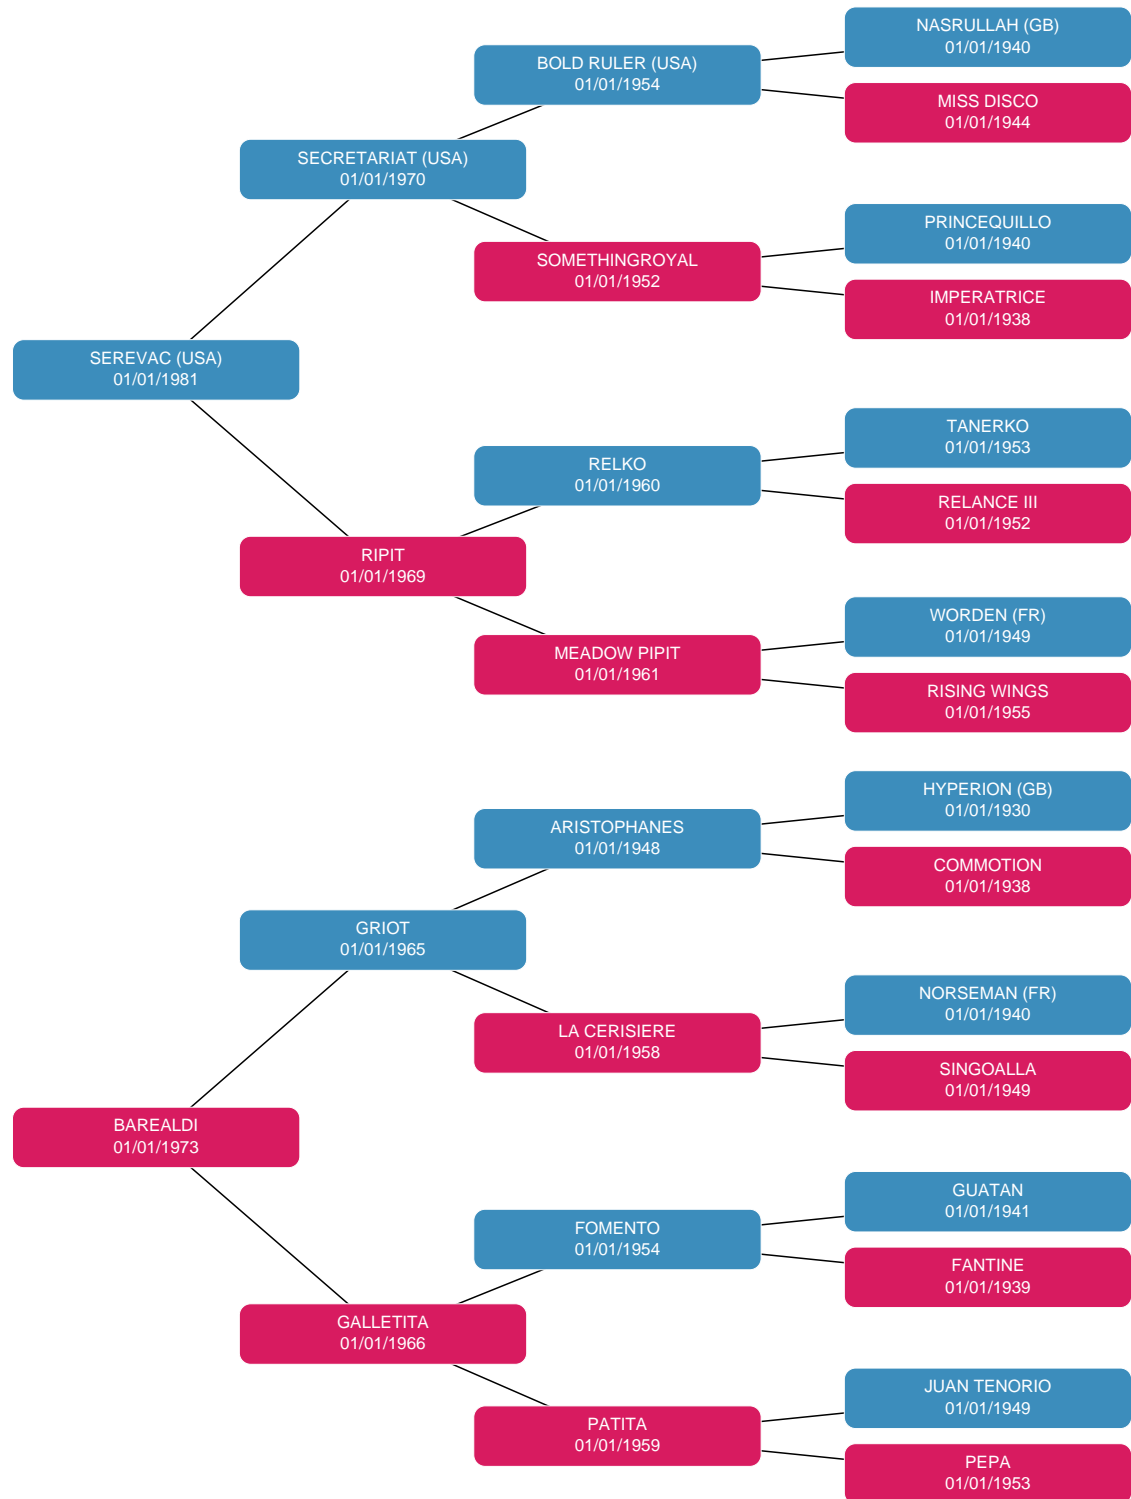 NASRULLAH (GB)
01/01/1940
BOLD RULER (USA)
01/01/1954
MISS DISCO
01/01/1944
SECRETARIAT (USA)
01/01/1970
PRINCEQUILLO
01/01/1940
SOMETHINGROYAL
01/01/1952
IMPERATRICE
01/01/1938
SEREVAC (USA)
01/01/1981
TANERKO
01/01/1953
RELKO
01/01/1960
RELANCE III
01/01/1952
RIPIT
01/01/1969
WORDEN (FR)
01/01/1949
MEADOW PIPIT
01/01/1961
RISING WINGS
01/01/1955
HYPERION (GB)
01/01/1930
ARISTOPHANES
01/01/1948
COMMOTION
01/01/1938
GRIOT
01/01/1965
NORSEMAN (FR)
01/01/1940
LA CERISIERE
01/01/1958
SINGOALLA
01/01/1949
BAREALDI
01/01/1973
GUATAN
01/01/1941
FOMENTO
01/01/1954
FANTINE
01/01/1939
GALLETITA
01/01/1966
JUAN TENORIO
01/01/1949
PATITA
01/01/1959
PEPA
01/01/1953